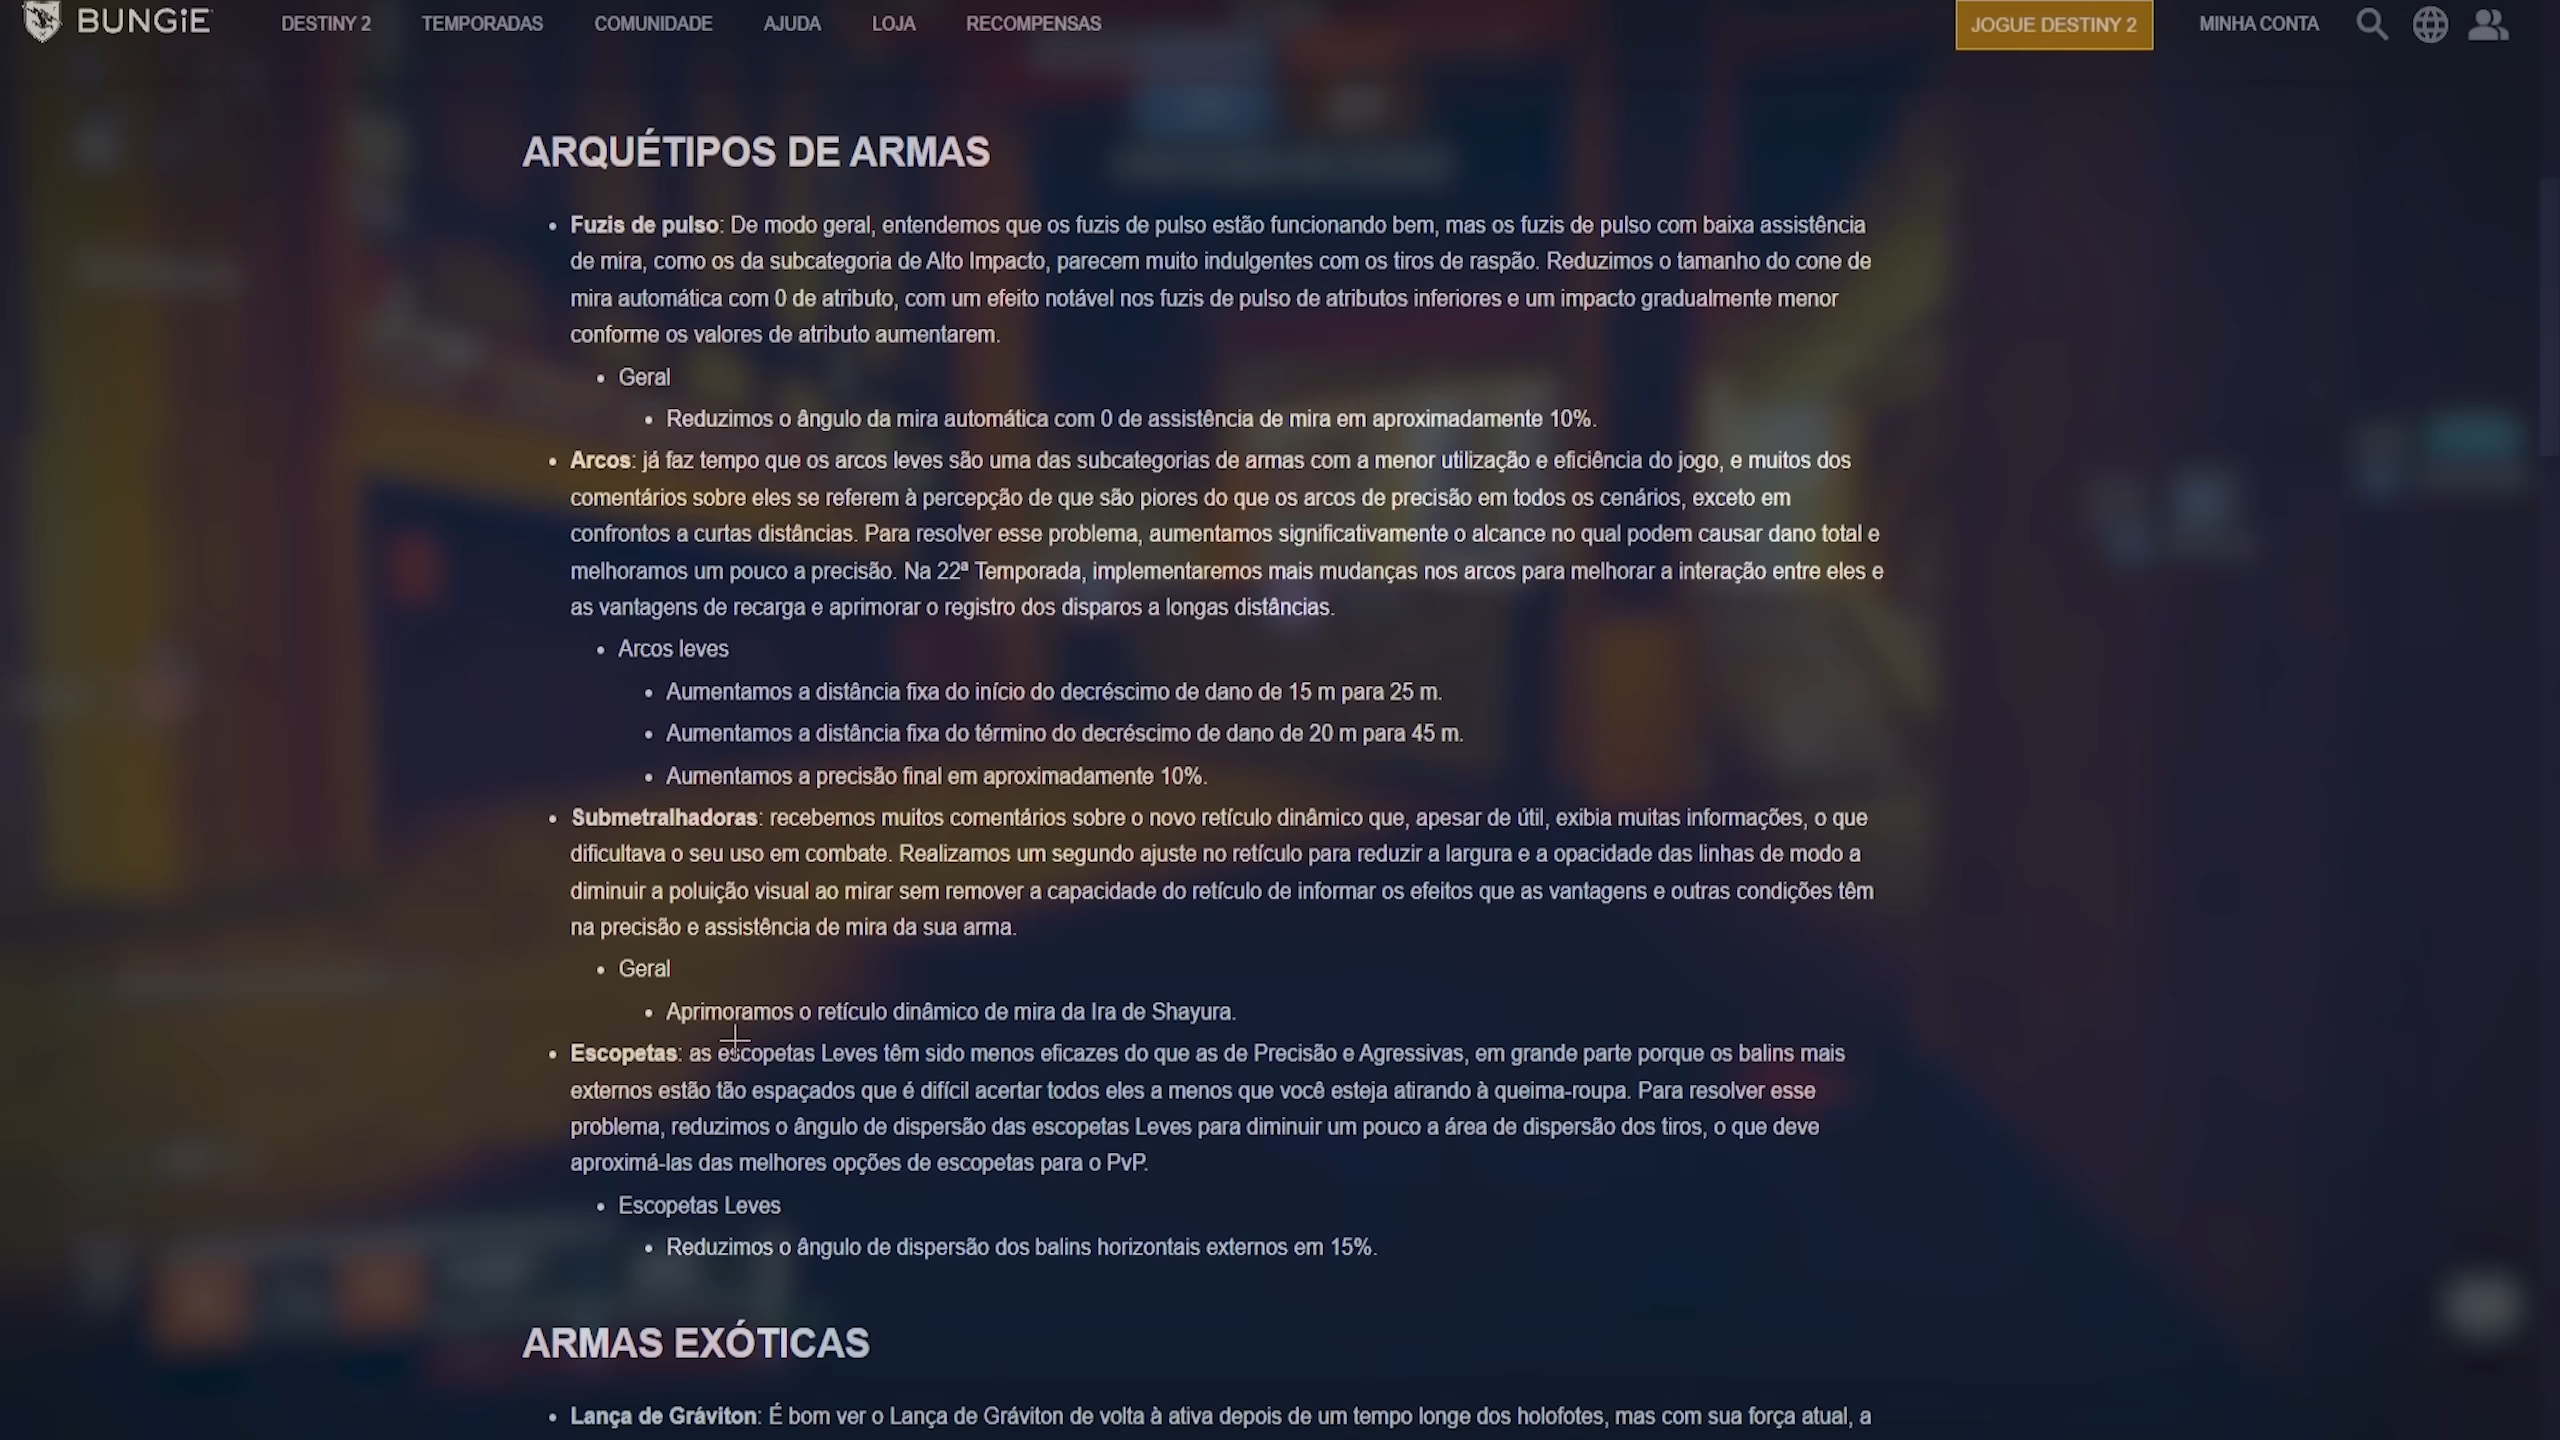 BUNGiE DESTINY 2 TEMPORADAS COMUNIDADE AJUDA LOJA RECOMPENSAS JOGUE DESTINY 2 MINHA CONTA
ARQUÉTIPOS DE ARMAS
• Fuzis de pulso: De modo geral, entendemos que os fuzis de pulso estão funcionando bem, mas os fuzis de pulso com baixa assistência
de mira, como os da subcategoria de Alto Impacto, parecem muito indulgentes com os tiros de raspão. Reduzimos o tamanho do cone de
mira automática com 0 de atributo, com um efeito notável nos fuzis de pulso de atributos inferiores e um impacto gradualmente menor
conforme os valores de atributo aumentarem.
• Geral
• Reduzimos o ângulo da mira automática com 0 de assistência de mira em aproximadamente 10%.
• Arcos: já faz tempo que os arcos leves são uma das subcategorias de armas com a menor utilização e eficiência do jogo, e muitos dos
comentários sobre eles se referem à percepção de que são piores do que os arcos de precisão em todos os cenários, exceto em
confrontos a curtas distâncias. Para resolver esse problema, aumentamos significativamente o alcance no qual podem causar dano total e
melhoramos um pouco a precisão. Na 22ª Temporada, implementaremos mais mudanças nos arcos para melhorar a interação entre eles e
as vantagens de recarga e aprimorar o registro dos disparos a longas distâncias.
• Arcos leves
• Aumentamos a distância fixa do início do decréscimo de dano de 15 m para 25 m.
• Aumentamos a distância fixa do término do decréscimo de dano de 20 m para 45 m.
• Aumentamos a precisão final em aproximadamente 10%.
• Submetralhadoras: recebemos muitos comentários sobre o novo retículo dinâmico que, apesar de útil, exibia muitas informações, o que
dificultava o seu uso em combate. Realizamos um segundo ajuste no retículo para reduzir a largura e a opacidade das linhas de modo a
diminuir a poluição visual ao mirar sem remover a capacidade do retículo de informar os efeitos que as vantagens e outras condições têm
na precisão e assistência de mira da sua arma.
• Geral
• Aprimoramos o retículo dinâmico de mira da Ira de Shayura.
• Escopetas: as escopetas Leves têm sido menos eficazes do que as de Precisão e Agressivas, em grande parte porque os balins mais
externos estão tão espaçados que é difícil acertar todos eles a menos que você esteja atirando à queima-roupa. Para resolver esse
problema, reduzimos o ângulo de dispersão das escopetas Leves para diminuir um pouco a área de dispersão dos tiros, o que deve
aproximá-las das melhores opções de escopetas para o PvP.
• Escopetas Leves
• Reduzimos o ângulo de dispersão dos balins horizontais externos em 15%.
ARMAS EXÓTICAS
• Lança de Gráviton: É bom ver o Lança de Gráviton de volta à ativa depois de um tempo longe dos holofotes, mas com sua força atual, a